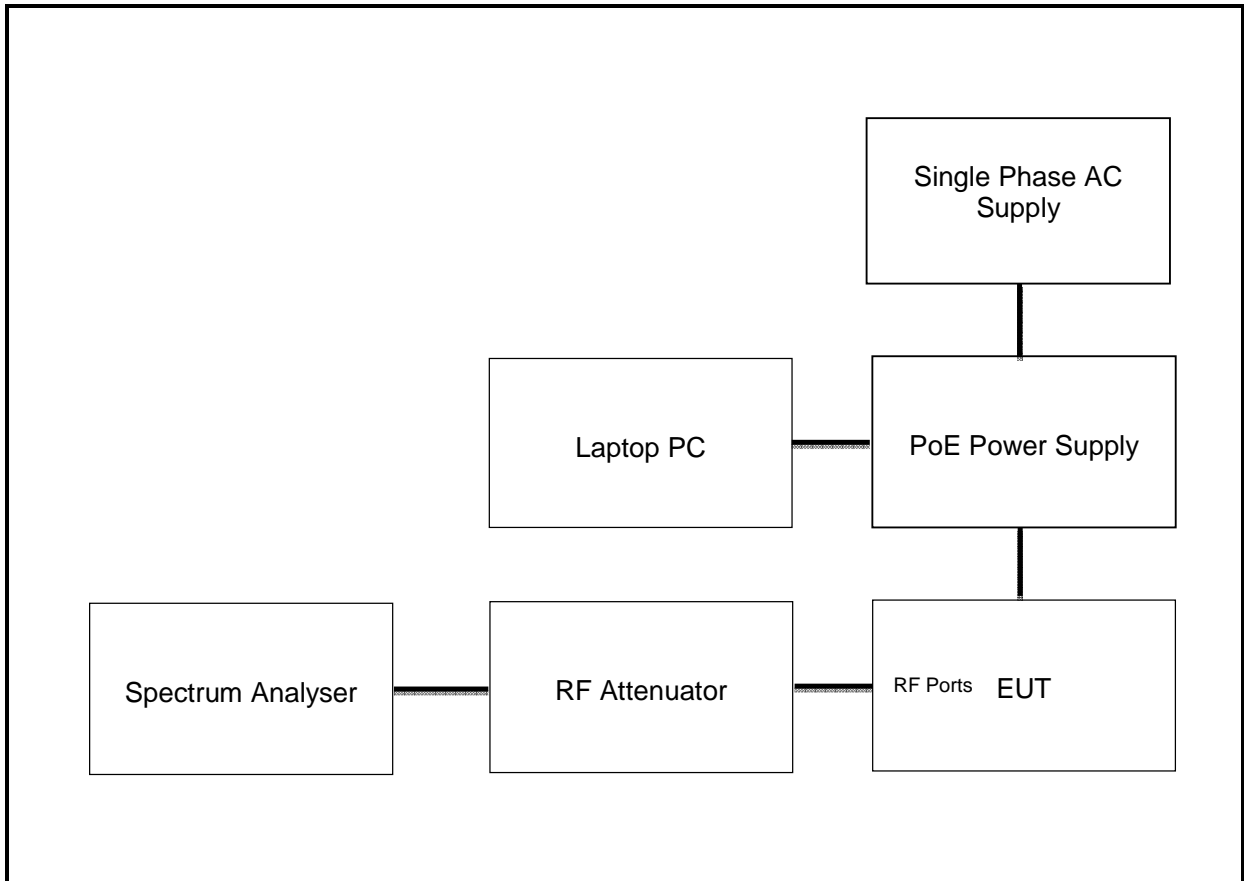 Single Phase AC
Supply
Laptop PC
PoE Power Supply
Spectrum Analyser
RF Attenuator
RF Ports
EUT